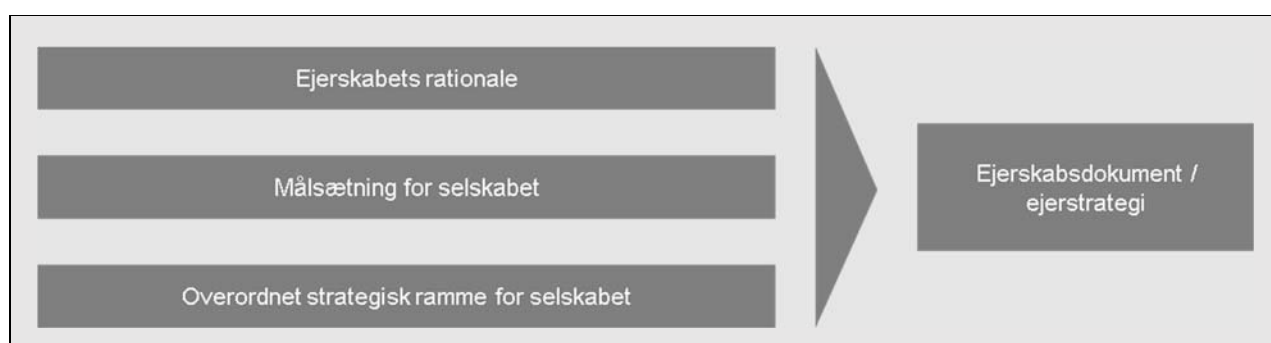 Ejerskabets rationale
Målsætning for selskabet
Overordnet strategisk ramme for selskabet
Ejerskabsdokument /
ejerstrategi